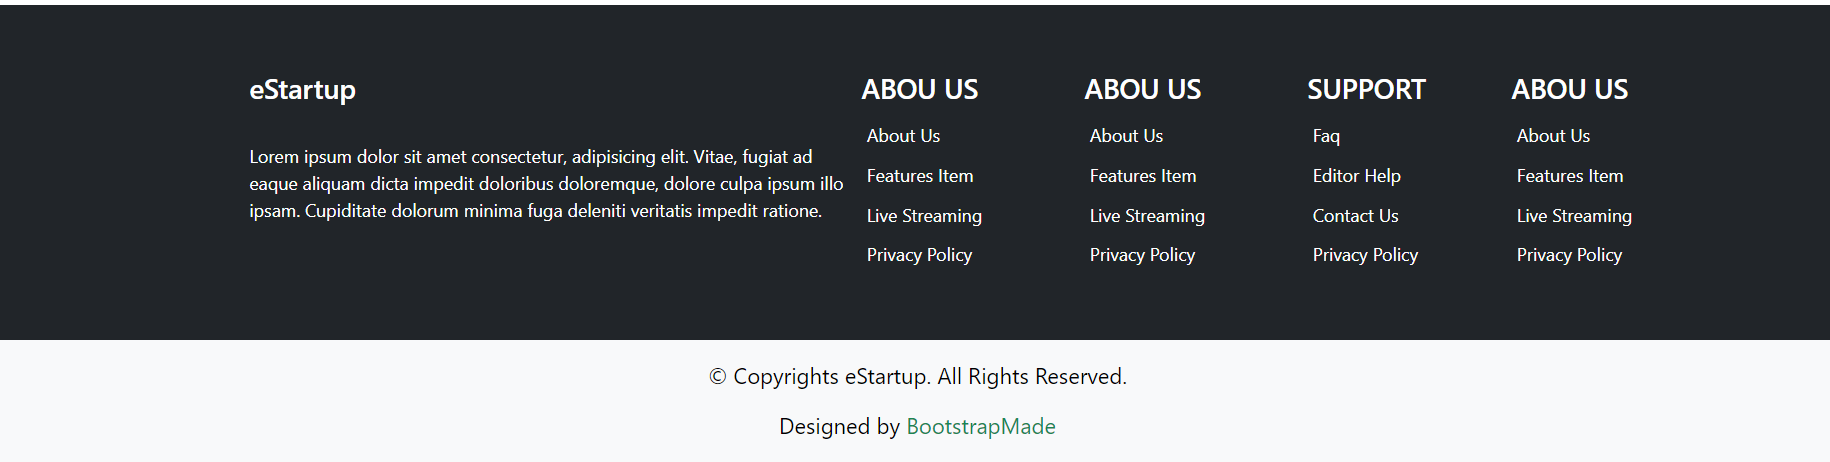 eStartup
Lorem ipsum dolor sit amet consectetur, adipisicing elit. Vitae, fugiat ad
eaque aliquam dicta impedit doloribus doloremque, dolore culpa ipsum illo
ipsam. Cupiditate dolorum minima fuga deleniti veritatis impedit ratione.
ABOU US
About Us
Features Item
Live Streaming
Privacy Policy
ABOU US
About Us
Features Item
Live Streaming
Privacy Policy
SUPPORT
Faq
Editor Help
Contact Us
Privacy Policy
ABOU US
About Us
Features Item
Live Streaming
Privacy Policy
© Copyrights eStartup. All Rights Reserved.
Designed by BootstrapMade